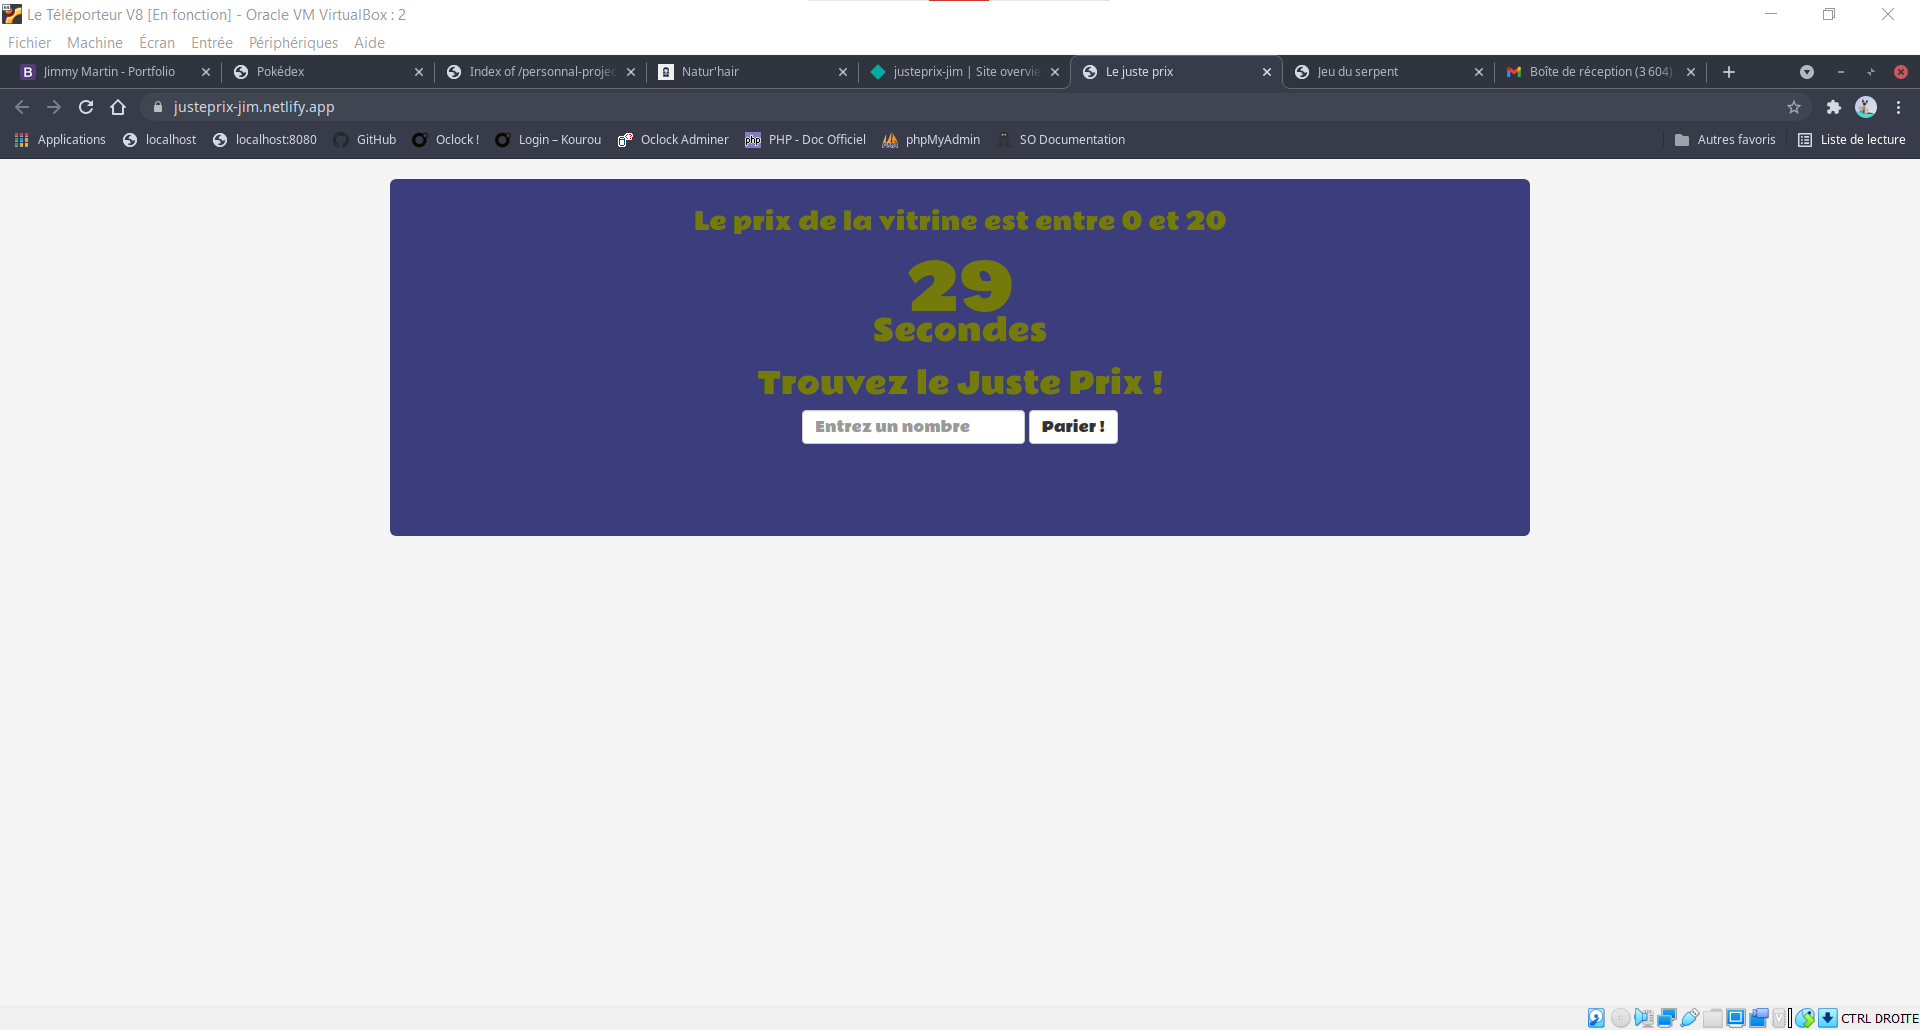 Le Téléporteur V8 [En fonction] - Oracle VM VirtualBox : 2
Fichier Machine Écran Entrée Périphériques Aide
Jimmy Martin - Portfolio Pokédex Index of /personnal-projec Natur'hair justeprix-jim | Site overvie Le juste prix Jeu du serpent Boîte de réception (3 604)
justeprix-jim.netlify.app
Applications localhost localhost:8080 GitHub Oclock ! Login – Kourou Oclock Adminer PHP - Doc Officiel phpMyAdmin SO Documentation Autres favoris Liste de lecture
Le prix de la vitrine est entre 0 et 20
29
Secondes
Trouvez le Juste Prix !
Entrez un nombre Parier !
CTRL DROITE